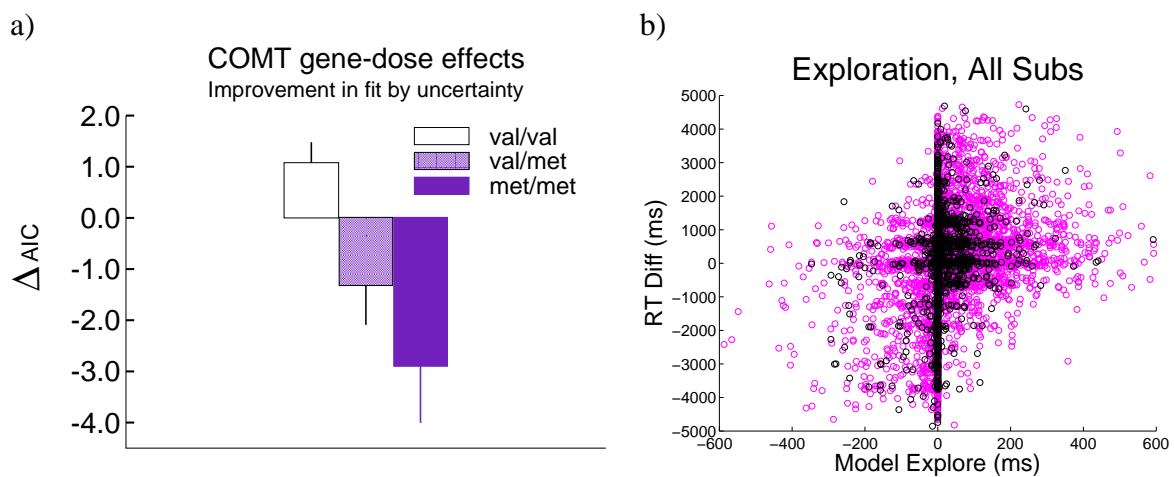 a)
COMT gene-dose effects
Improvement in fit by uncertainty
2.0
1.0
0.0
-1.0
-2.0
-3.0
-4.0
Δ AIC
val/val
val/met
met/met
b)
Exploration, All Subs
5000
4000
3000
2000
1000
0
−1000
−2000
−3000
−4000
−5000
RT Diff (ms)
−600 −400 −200 0 200 400 600
Model Explore (ms)